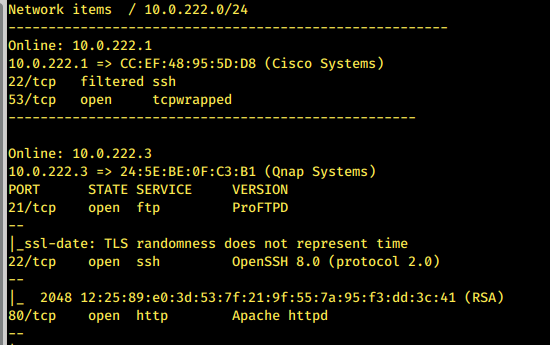 Network items  / 10.0.222.0/24
-------------------------------------------------------
Online: 10.0.222.1
10.0.222.1 => CC:EF:48:95:5D:D8 (Cisco Systems)
22/tcp   filtered ssh
53/tcp   open     tcpwrapped
---------------------------------------------------
Online: 10.0.222.3
10.0.222.3 => 24:5E:BE:0F:C3:B1 (Qnap Systems)
PORT      STATE SERVICE     VERSION
21/tcp    open  ftp         ProFTPD
--
|_ssl-date: TLS randomness does not represent time
22/tcp    open  ssh         OpenSSH 8.0 (protocol 2.0)
--
|_  2048 12:25:89:e0:3d:53:7f:21:9f:55:7a:95:f3:dd:3c:41 (RSA)
80/tcp    open  http        Apache httpd
--